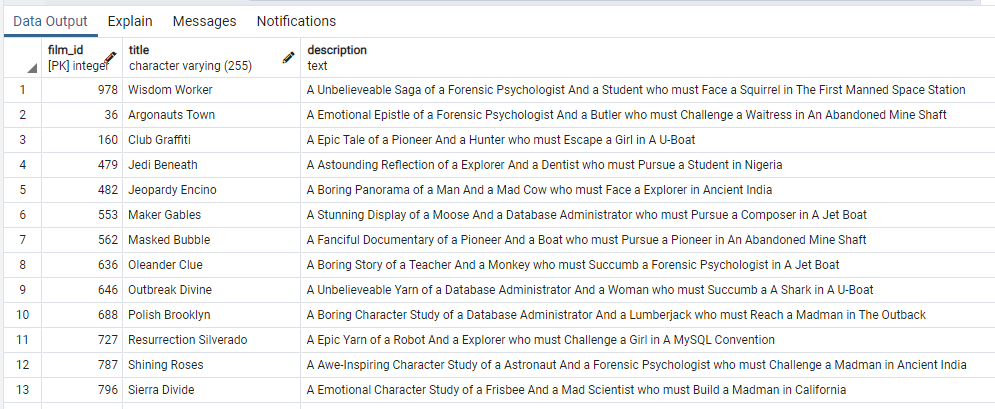 Data Output Explain Messages Notifications
film_id title description
[PK] integer character varying (255) text
1 978 Wisdom Worker A Unbelieveable Saga of a Forensic Psychologist And a Student who must Face a Squirrel in The First Manned Space Station
2 36 Argonauts Town A Emotional Epistle of a Forensic Psychologist And a Butler who must Challenge a Waitress in An Abandoned Mine Shaft
3 160 Club Graffiti A Epic Tale of a Pioneer And a Hunter who must Escape a Girl in A U-Boat
4 479 Jedi Beneath A Astounding Reflection of a Explorer And a Dentist who must Pursue a Student in Nigeria
5 482 Jeopardy Encino A Boring Panorama of a Man And a Mad Cow who must Face a Explorer in Ancient India
6 553 Maker Gables A Stunning Display of a Moose And a Database Administrator who must Pursue a Composer in A Jet Boat
7 562 Masked Bubble A Fanciful Documentary of a Pioneer And a Boat who must Pursue a Pioneer in An Abandoned Mine Shaft
8 636 Oleander Clue A Boring Story of a Teacher And a Monkey who must Succumb a Forensic Psychologist in A Jet Boat
9 646 Outbreak Divine A Unbelieveable Yarn of a Database Administrator And a Woman who must Succumb a A Shark in A U-Boat
10 688 Polish Brooklyn A Boring Character Study of a Database Administrator And a Lumberjack who must Reach a Madman in The Outback
11 727 Resurrection Silverado A Epic Yarn of a Robot And a Explorer who must Challenge a Girl in A MySQL Convention
12 787 Shining Roses A Awe-Inspiring Character Study of a Astronaut And a Forensic Psychologist who must Challenge a Madman in Ancient India
13 796 Sierra Divide A Emotional Character Study of a Frisbee And a Mad Scientist who must Build a Madman in California